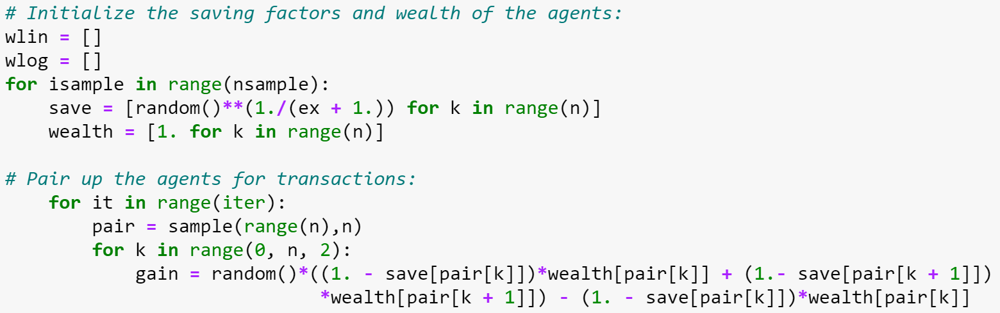 # Initialize the saving factors and wealth of the agents:
wlin = []
wlog = []
for isample in range(nsample):
    save = [random()**(1./(ex + 1.)) for k in range(n)]
    wealth = [1. for k in range(n)]

# Pair up the agents for transactions:
    for it in range(iter):
        pair = sample(range(n),n)
        for k in range(0, n, 2):
            gain = random()*((1. - save[pair[k]])*wealth[pair[k]] + (1.- save[pair[k + 1]])
                             *wealth[pair[k + 1]]) - (1. - save[pair[k]])*wealth[pair[k]]